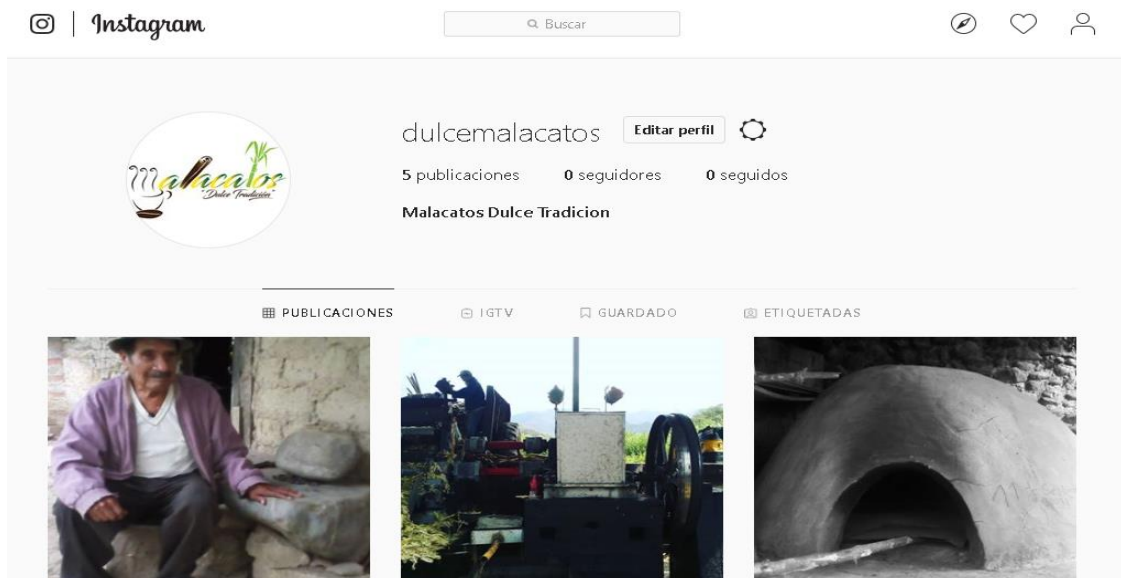 Instagram
Buscar
malacatos
"Dulce Tradición"
dulcemalacatos Editar perfil
5 publicaciones 0 seguidores 0 seguidos
Malacatos Dulce Tradicion
PUBLICACIONES IGTV GUARDADO ETIQUETADAS